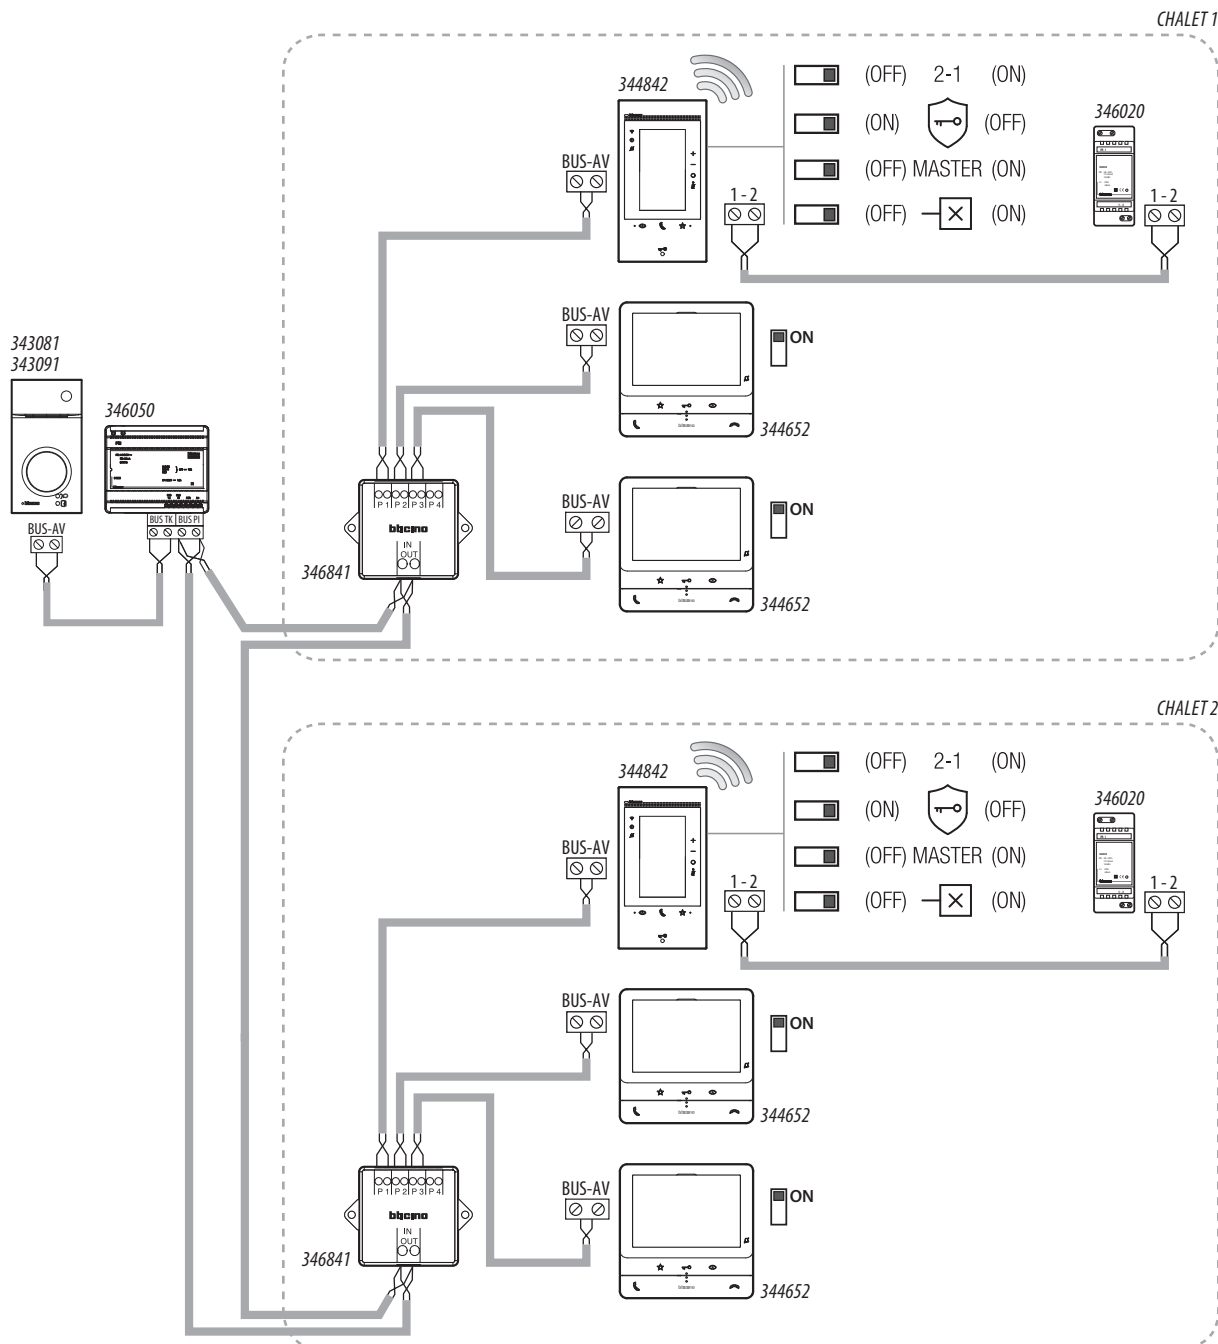 CHALET 1
344842
(OFF) 2-1 (ON)
346020
(ON) (OFF)
BUS-AV
(OFF) MASTER (ON)
1 - 2
1 - 2
(OFF) (ON)
BUS-AV
ON
343081
343091
346050
344652
BUS-AV
ON
P1 P2 P3 P4
bticino
BUS-AV
BUS TK BUS PI
IN
OUT
346841
344652
CHALET 2
344842
(OFF) 2-1 (ON)
346020
(ON) (OFF)
BUS-AV
(OFF) MASTER (ON)
1 - 2
1 - 2
(OFF) (ON)
BUS-AV
ON
344652
BUS-AV
ON
P1 P2 P3 P4
bticino
IN
OUT
346841
344652